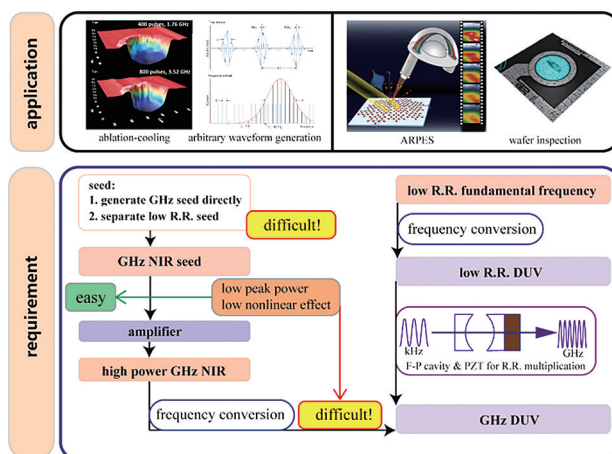 application
400 pulses, 1.76 GHz
800 pulses, 3.52 GHz
ablation-cooling
arbitrary waveform generation
ARPES
wafer inspection
requirement
seed:
1. generate GHz seed directly
2. separate low R.R. seed
difficult!
GHz NIR seed
easy
low peak power
low nonlinear effect
amplifier
high power GHz NIR
frequency conversion
difficult!
low R.R. fundamental frequency
frequency conversion
low R.R. DUV
kHz
GHz
F-P cavity & PZT for R.R. multiplication
GHz DUV